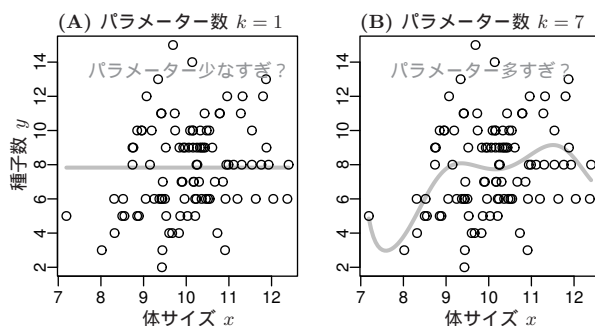 (A) パラメーター数 k = 1
パラメーター少なすぎ？
種子数 y
14
12
10
8
6
4
2
7 8 9 10 11 12
体サイズ x
(B) パラメーター数 k = 7
パラメーター多すぎ？
14
12
10
8
6
4
2
7 8 9 10 11 12
体サイズ x